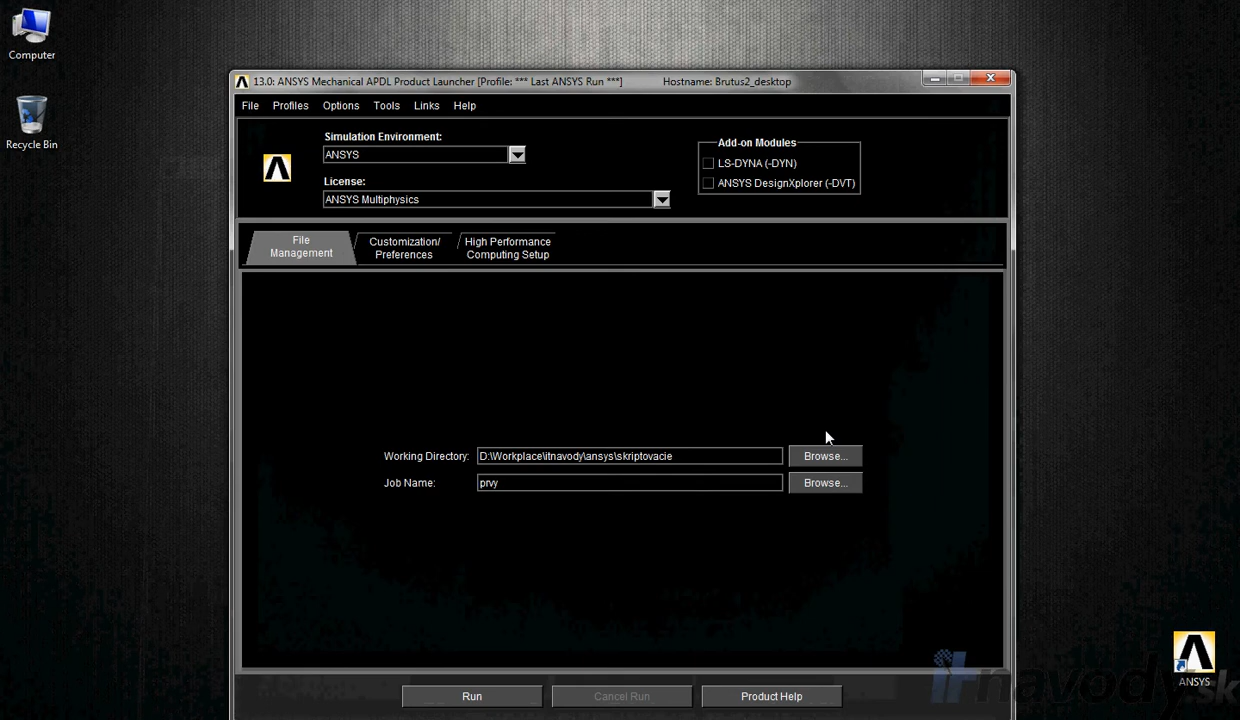 Computer
Recycle Bin
13.0: ANSYS Mechanical APDL Product Launcher [Profile: *** Last ANSYS Run ***] Hostname: Brutus2_desktop
File Profiles Options Tools Links Help
Simulation Environment:
ANSYS
License:
ANSYS Multiphysics
Add-on Modules
LS-DYNA (-DYN)
ANSYS DesignXplorer (-DVT)
File Management
Customization/ Preferences
High Performance Computing Setup
Working Directory: D:\Workplace\itnavody\ansys\skriptovacie Browse...
Job Name: prvy Browse...
Run Cancel Run Product Help
ANSYS
itnavody.sk